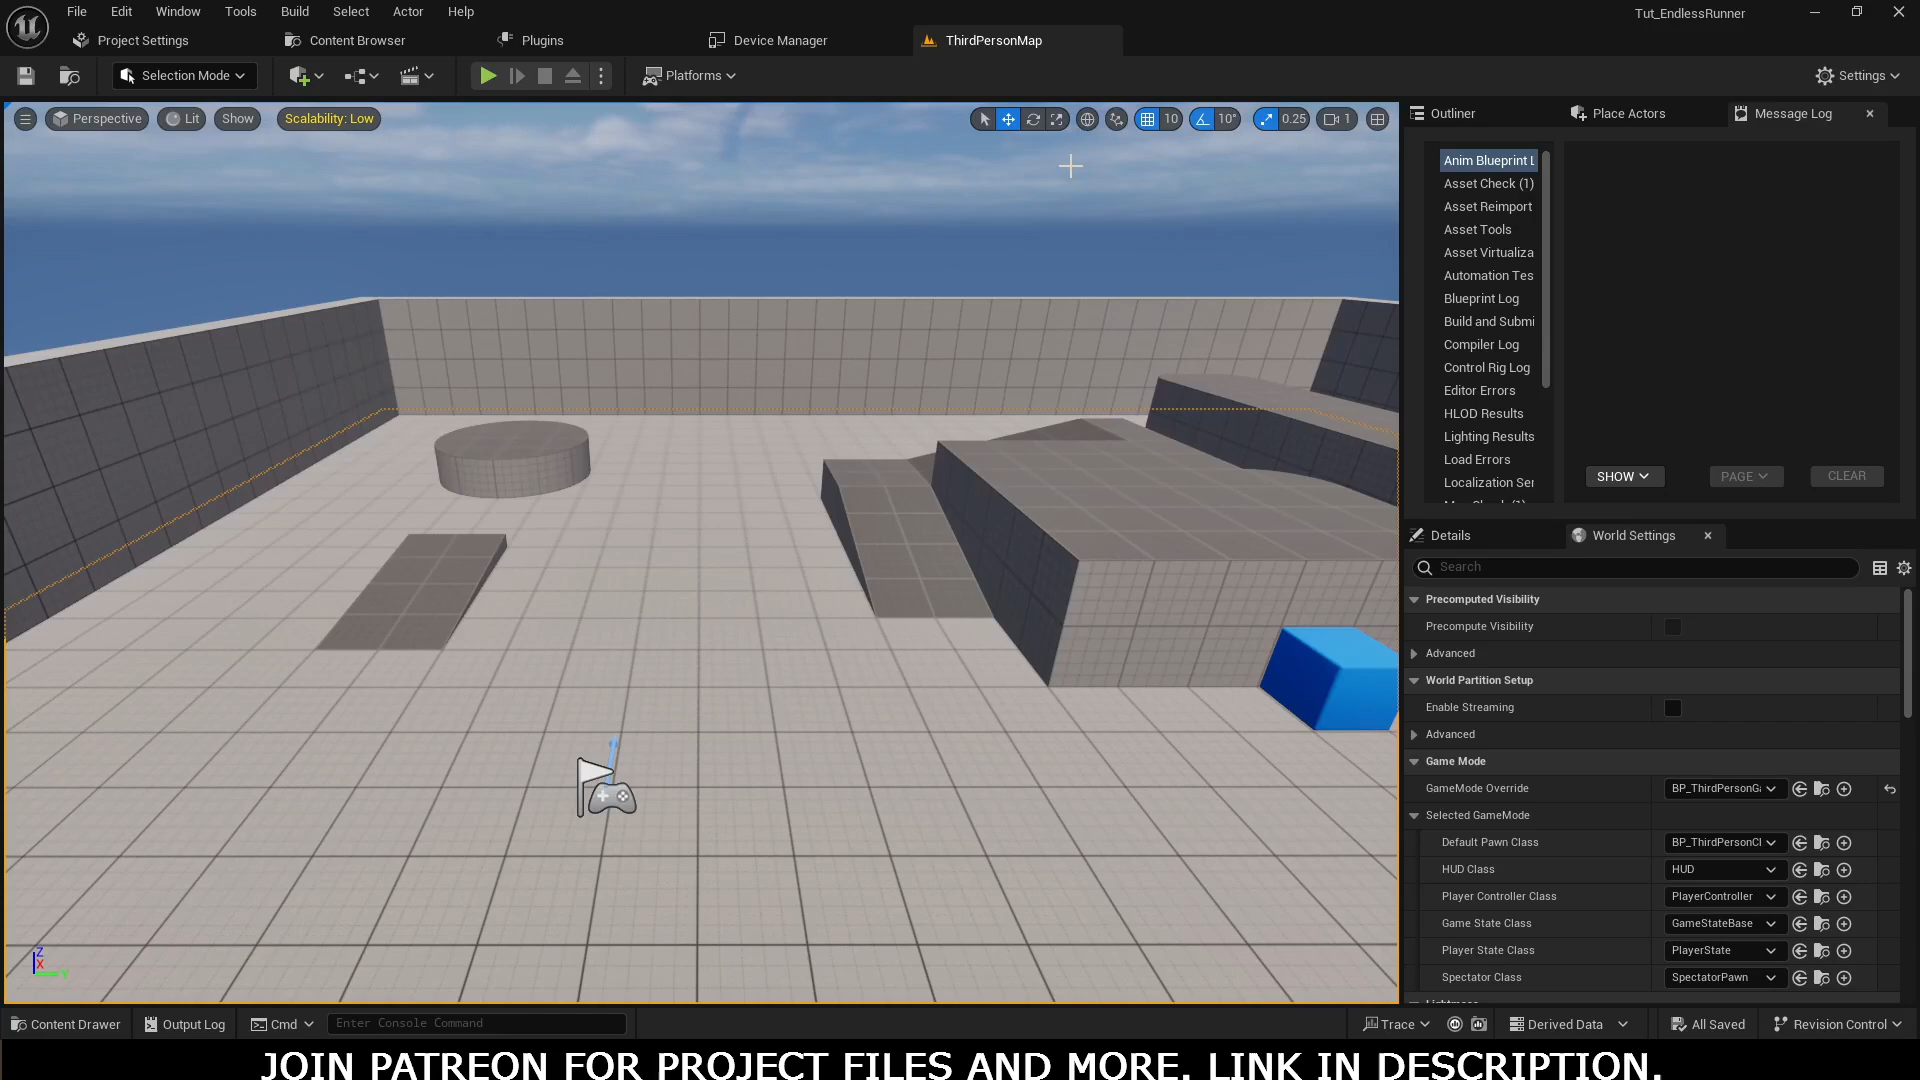 File Edit Window Tools Build Select Actor Help
Tut_EndlessRunner
Project Settings Content Browser Plugins Device Manager ThirdPersonMap
Selection Mode Platforms Settings
Perspective Lit Show Scalability: Low 10 10° 0.25 1
Outliner Place Actors Message Log
Anim Blueprint L
Asset Check (1)
Asset Reimport
Asset Tools
Asset Virtualiza
Automation Tes
Blueprint Log
Build and Submi
Compiler Log
Control Rig Log
Editor Errors
HLOD Results
Lighting Results
Load Errors
Localization Ser
SHOW PAGE CLEAR
Details World Settings
Search
Precomputed Visibility
Precompute Visibility
Advanced
World Partition Setup
Enable Streaming
Advanced
Game Mode
GameMode Override BP_ThirdPersonGa
Selected GameMode
Default Pawn Class BP_ThirdPersonCl
HUD Class HUD
Player Controller Class PlayerController
Game State Class GameStateBase
Player State Class PlayerState
Spectator Class SpectatorPawn
Z
X
Y
Content Drawer Output Log Cmd Enter Console Command Trace Derived Data All Saved Revision Control
JOIN PATREON FOR PROJECT FILES AND MORE. LINK IN DESCRIPTION.